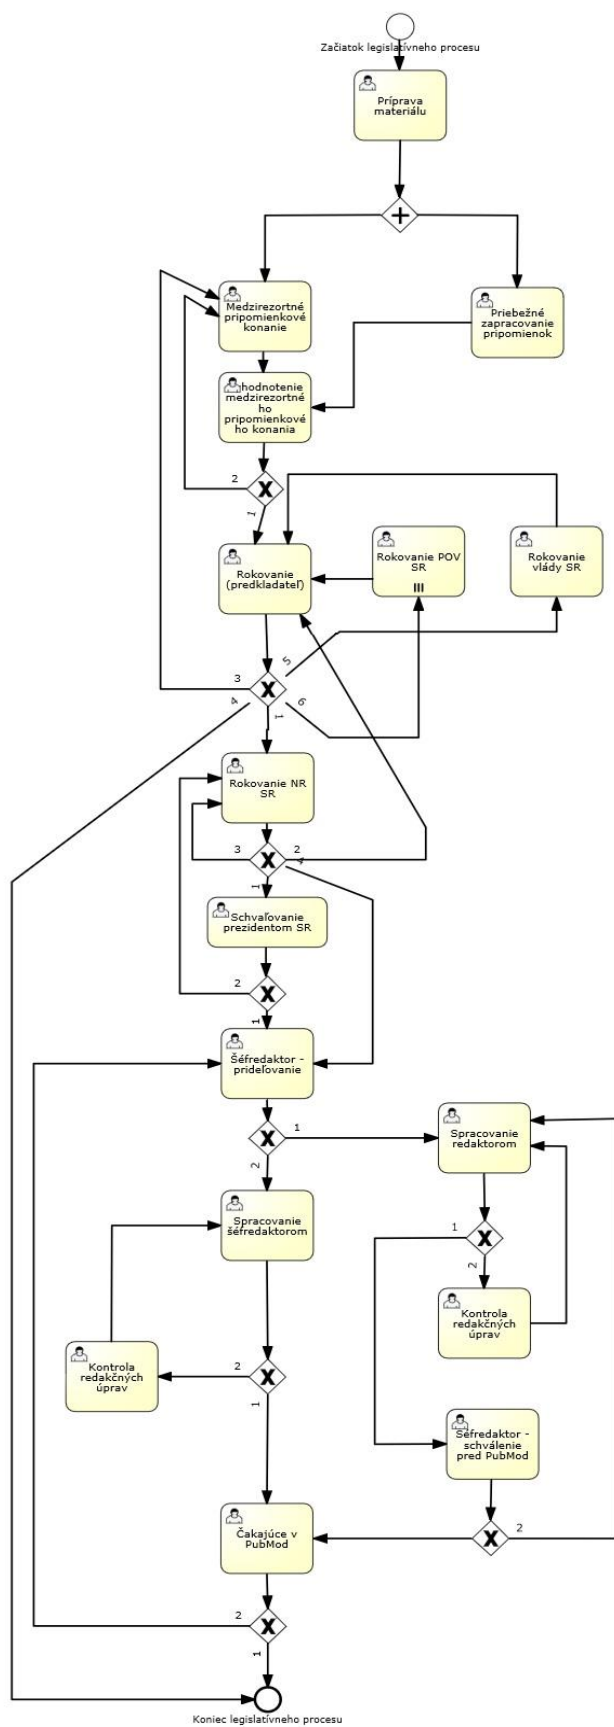 Začiatok legislatívneho procesu
Príprava
materiálu
Medzirezortné
pripomienkové
konanie
Priebežné
zapracovanie
pripomienok
hodnotenie
medzirezortné
ho
pripomienkové
ho konania
2
1
Rokovanie
(predkladateľ)
Rokovanie POV
SR
Rokovanie
vlády SR
5
3
4
6
1
Rokovanie NR
SR
3
2
4
1
Schvaľovanie
prezidentom SR
2
1
Šéfredaktor -
prideľovanie
1
2
Spracovanie
redaktorom
Spracovanie
šéfredaktorom
1
2
Kontrola
redakčných
úprav
Kontrola
redakčných
úprav
2
1
Šéfredaktor -
schválenie
pred PubMod
Čakajúce v
PubMod
2
2
1
Koniec legislatívneho procesu